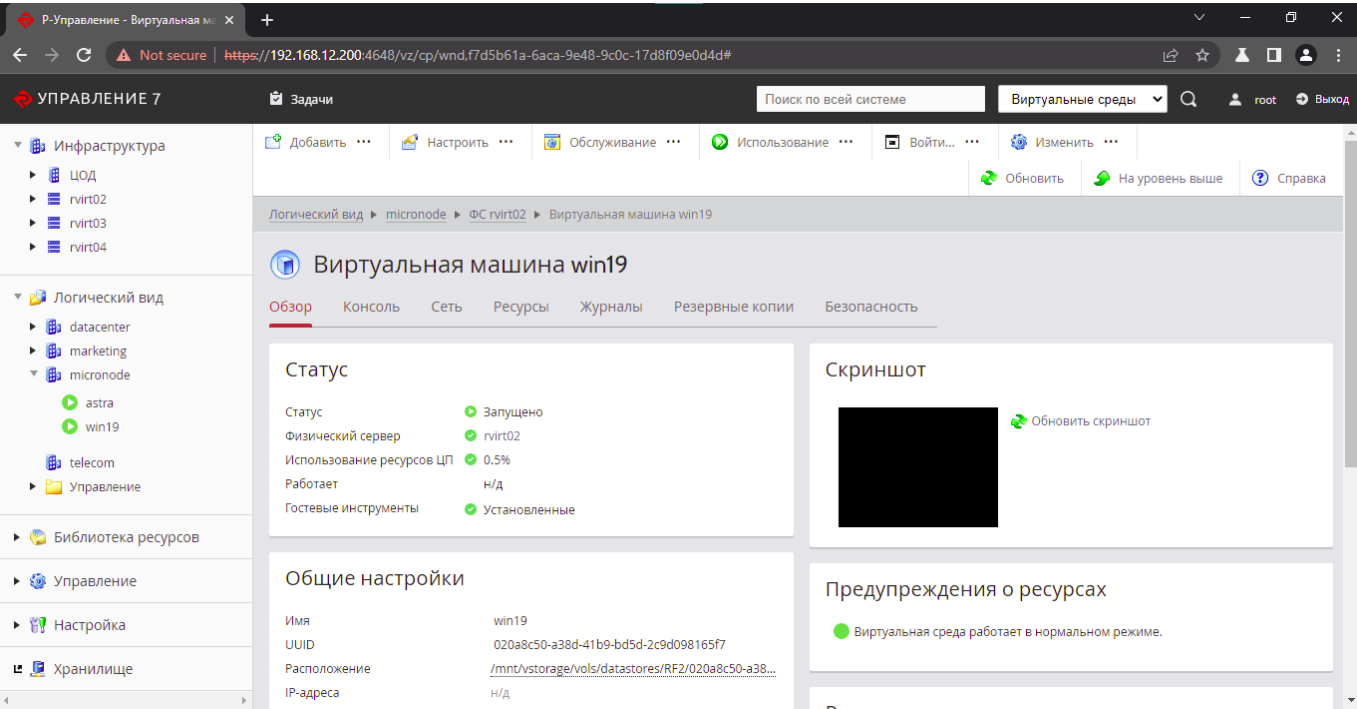 Р-Управление - Виртуальная ма
Not secure https://192.168.12.200:4648/vz/cp/wnd,f7d5b61a-6aca-9e48-9c0c-17d8f09e0d4d#
УПРАВЛЕНИЕ 7
Задачи
Поиск по всей системе
Виртуальные среды
root
Выход
Инфраструктура
ЦОД
rvirt02
rvirt03
rvirt04
Логический вид
datacenter
marketing
micronode
astra
win19
telecom
Управление
Библиотека ресурсов
Управление
Настройка
Хранилище
Добавить ··· Настроить ··· Обслуживание ··· Использование ··· Войти... ··· Изменить ···
Обновить На уровень выше Справка
Логический вид micronode ФС rvirt02 Виртуальная машина win19
Виртуальная машина win19
Обзор Консоль Сеть Ресурсы Журналы Резервные копии Безопасность
Статус
Статус Запущено
Физический сервер rvirt02
Использование ресурсов ЦП 0.5%
Работает н/д
Гостевые инструменты Установленные
Общие настройки
Имя win19
UUID 020a8c50-a38d-41b9-bd5d-2c9d098165f7
Расположение /mnt/vstorage/vols/datastores/RF2/020a8c50-a38...
IP-адреса н/д
Скриншот
Обновить скриншот
Предупреждения о ресурсах
Виртуальная среда работает в нормальном режиме.